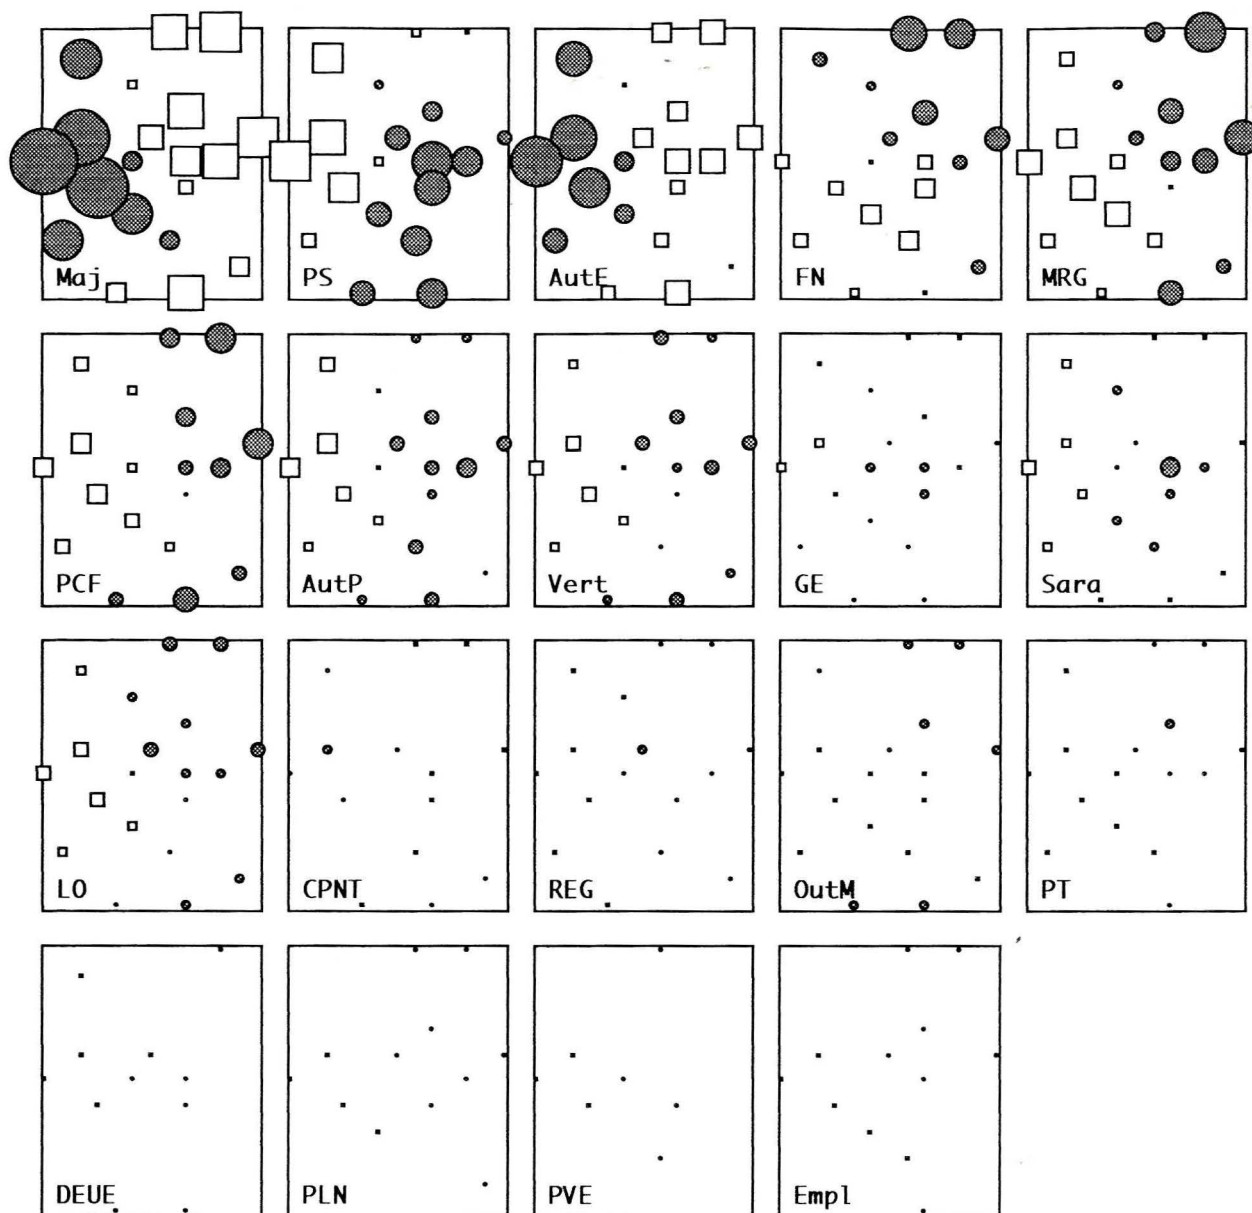 Maj
PS
AutE
FN
MRG
PCF
AutP
Vert
GE
Sara
LO
CPNT
REG
OutM
PT
DEUE
PLN
PVE
Empl